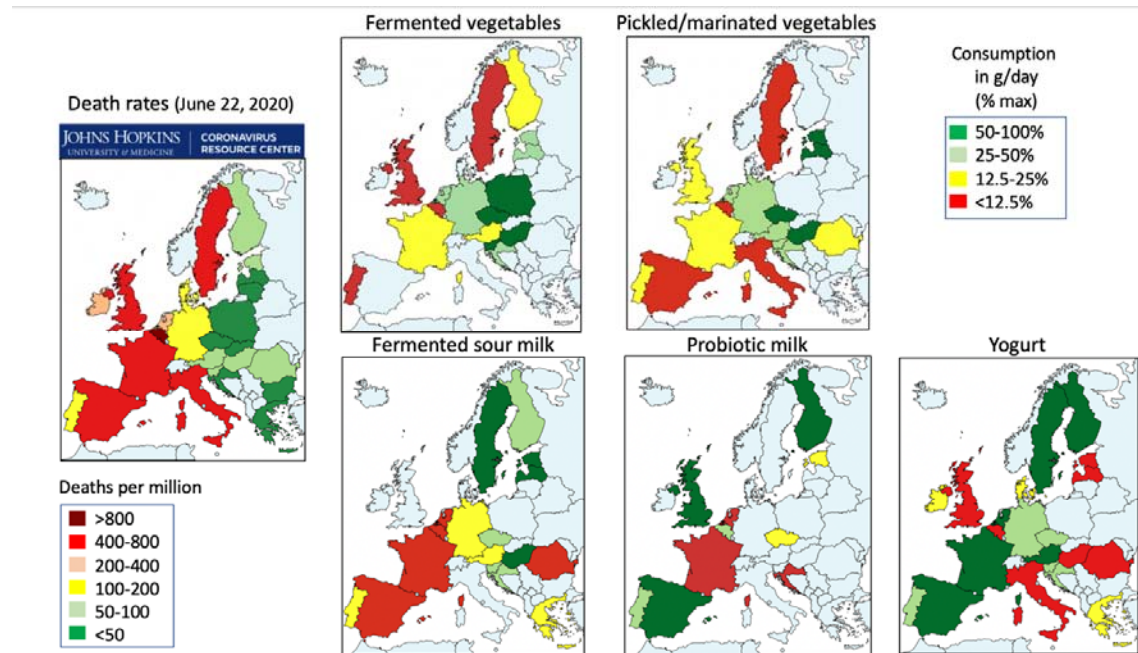 Fermented vegetables
Pickled/marinated vegetables
Consumption
in g/day
(% max)
50-100%
25-50%
12.5-25%
<12.5%
Death rates (June 22, 2020)
JOHNS HOPKINS
UNIVERSITY & MEDICINE
CORONAVIRUS
RESOURCE CENTER
Fermented sour milk
Probiotic milk
Yogurt
Deaths per million
>800
400-800
200-400
100-200
50-100
<50